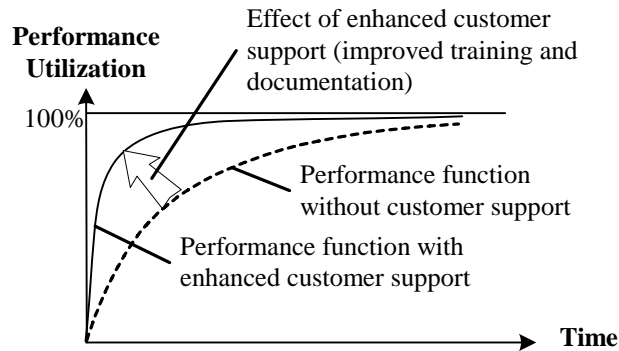 Effect of enhanced customer
support (improved training and
documentation)
Performance
Utilization
100%
Performance function
without customer support
Performance function with
enhanced customer support
Time